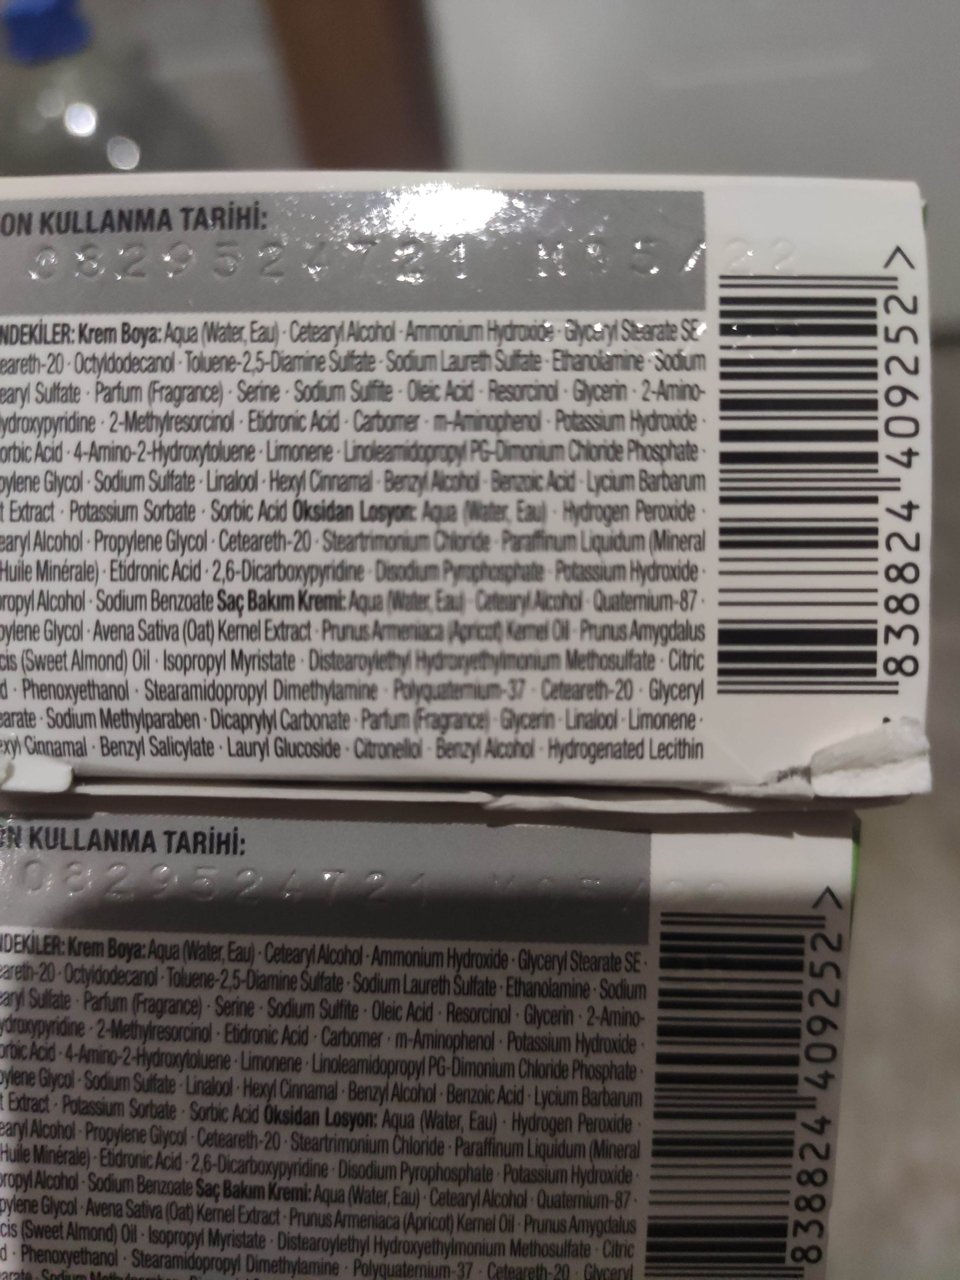 ON KULLANMA TARİHİ:
0829524721 M05/22
NDEKİLER: Krem Boya: Aqua (Water, Eau) · Cetearyl Alcohol · Ammonium Hydroxide · Glyceryl Stearate SE ·
eareth-20 · Octyldodecanol · Toluene-2,5-Diamine Sulfate · Sodium Laureth Sulfate · Ethanolamine · Sodium
earyl Sulfate · Parfum (Fragrance) · Serine · Sodium Sulfite · Oleic Acid · Resorcinol · Glycerin · 2-Amino-
ydroxypyridine · 2-Methylresorcinol · Etidronic Acid · Carbomer · m-Aminophenol · Potassium Hydroxide ·
orbic Acid · 4-Amino-2-Hydroxytoluene · Limonene · Linoleamidopropyl PG-Dimonium Chloride Phosphate ·
pylene Glycol · Sodium Sulfate · Linalool · Hexyl Cinnamal · Benzyl Alcohol · Benzoic Acid · Lycium Barbarum
t Extract · Potassium Sorbate · Sorbic Acid Oksidan Losyon: Aqua (Water, Eau) · Hydrogen Peroxide ·
earyl Alcohol · Propylene Glycol · Ceteareth-20 · Steartrimonium Chloride · Paraffinum Liquidum (Mineral
Huile Minérale) · Etidronic Acid · 2,6-Dicarboxypyridine · Disodium Pyrophosphate · Potassium Hydroxide ·
propyl Alcohol · Sodium Benzoate Saç Bakım Kremi: Aqua (Water, Eau) · Cetearyl Alcohol · Quaternium-87 ·
pylene Glycol · Avena Sativa (Oat) Kernel Extract · Prunus Armeniaca (Apricot) Kernel Oil · Prunus Amygdalus
cis (Sweet Almond) Oil · Isopropyl Myristate · Distearoylethyl Hydroxyethylmonium Methosulfate · Citric
d · Phenoxyethanol · Stearamidopropyl Dimethylamine · Polyquaternium-37 · Ceteareth-20 · Glyceryl
earate · Sodium Methylparaben · Dicaprylyl Carbonate · Parfum (Fragrance) · Glycerin · Linalool · Limonene ·
exyl Cinnamal · Benzyl Salicylate · Lauryl Glucoside · Citronellol · Benzyl Alcohol · Hydrogenated Lecithin
8388244 09252 >
ON KULLANMA TARİHİ:
0829524721
NDEKİLER: Krem Boya: Aqua (Water, Eau) · Cetearyl Alcohol · Ammonium Hydroxide · Glyceryl Stearate SE ·
eareth-20 · Octyldodecanol · Toluene-2,5-Diamine Sulfate · Sodium Laureth Sulfate · Ethanolamine · Sodium
earyl Sulfate · Parfum (Fragrance) · Serine · Sodium Sulfite · Oleic Acid · Resorcinol · Glycerin · 2-Amino-
ydroxypyridine · 2-Methylresorcinol · Etidronic Acid · Carbomer · m-Aminophenol · Potassium Hydroxide ·
orbic Acid · 4-Amino-2-Hydroxytoluene · Limonene · Linoleamidopropyl PG-Dimonium Chloride Phosphate ·
pylene Glycol · Sodium Sulfate · Linalool · Hexyl Cinnamal · Benzyl Alcohol · Benzoic Acid · Lycium Barbarum
t Extract · Potassium Sorbate · Sorbic Acid Oksidan Losyon: Aqua (Water, Eau) · Hydrogen Peroxide ·
earyl Alcohol · Propylene Glycol · Ceteareth-20 · Steartrimonium Chloride · Paraffinum Liquidum (Mineral
Huile Minérale) · Etidronic Acid · 2,6-Dicarboxypyridine · Disodium Pyrophosphate · Potassium Hydroxide ·
propyl Alcohol · Sodium Benzoate Saç Bakım Kremi: Aqua (Water, Eau) · Cetearyl Alcohol · Quaternium-87 ·
pylene Glycol · Avena Sativa (Oat) Kernel Extract · Prunus Armeniaca (Apricot) Kernel Oil · Prunus Amygdalus
cis (Sweet Almond) Oil · Isopropyl Myristate · Distearoylethyl Hydroxyethylmonium Methosulfate · Citric
d · Phenoxyethanol · Stearamidopropyl Dimethylamine · Polyquaternium-37 · Ceteareth-20 · Glyceryl
838824 409252 >